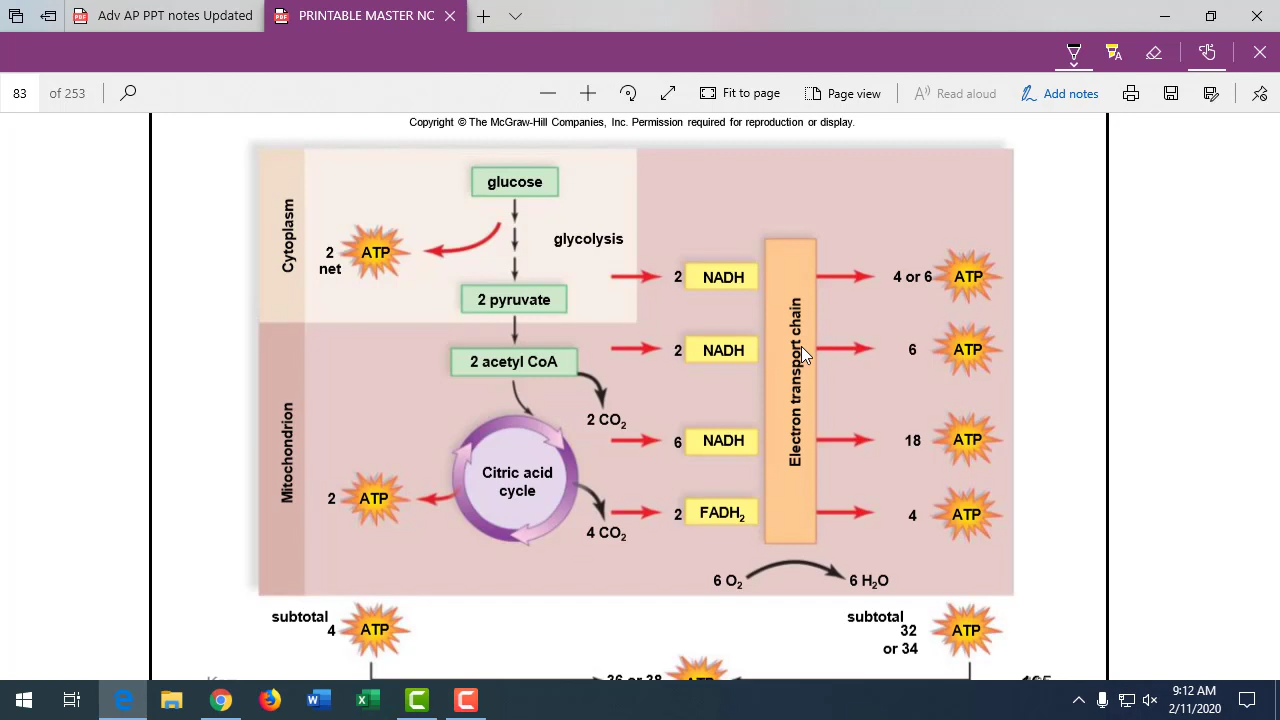 Adv AP PPT notes Updated
PRINTABLE MASTER NC
83 of 253
Fit to page
Page view
Read aloud
Add notes
Copyright © The McGraw-Hill Companies, Inc. Permission required for reproduction or display.
Cytoplasm
glucose
glycolysis
2 ATP
net
2 pyruvate
2 NADH
4 or 6 ATP
Mitochondrion
2 acetyl CoA
2 NADH
6 ATP
2 CO₂
Electron transport chain
6 NADH
18 ATP
Citric acid
cycle
2 ATP
4 CO₂
2 FADH₂
4 ATP
6 O₂
6 H₂O
subtotal
4 ATP
subtotal
32 ATP
or 34
36 or 38 ATP
9:12 AM
2/11/2020